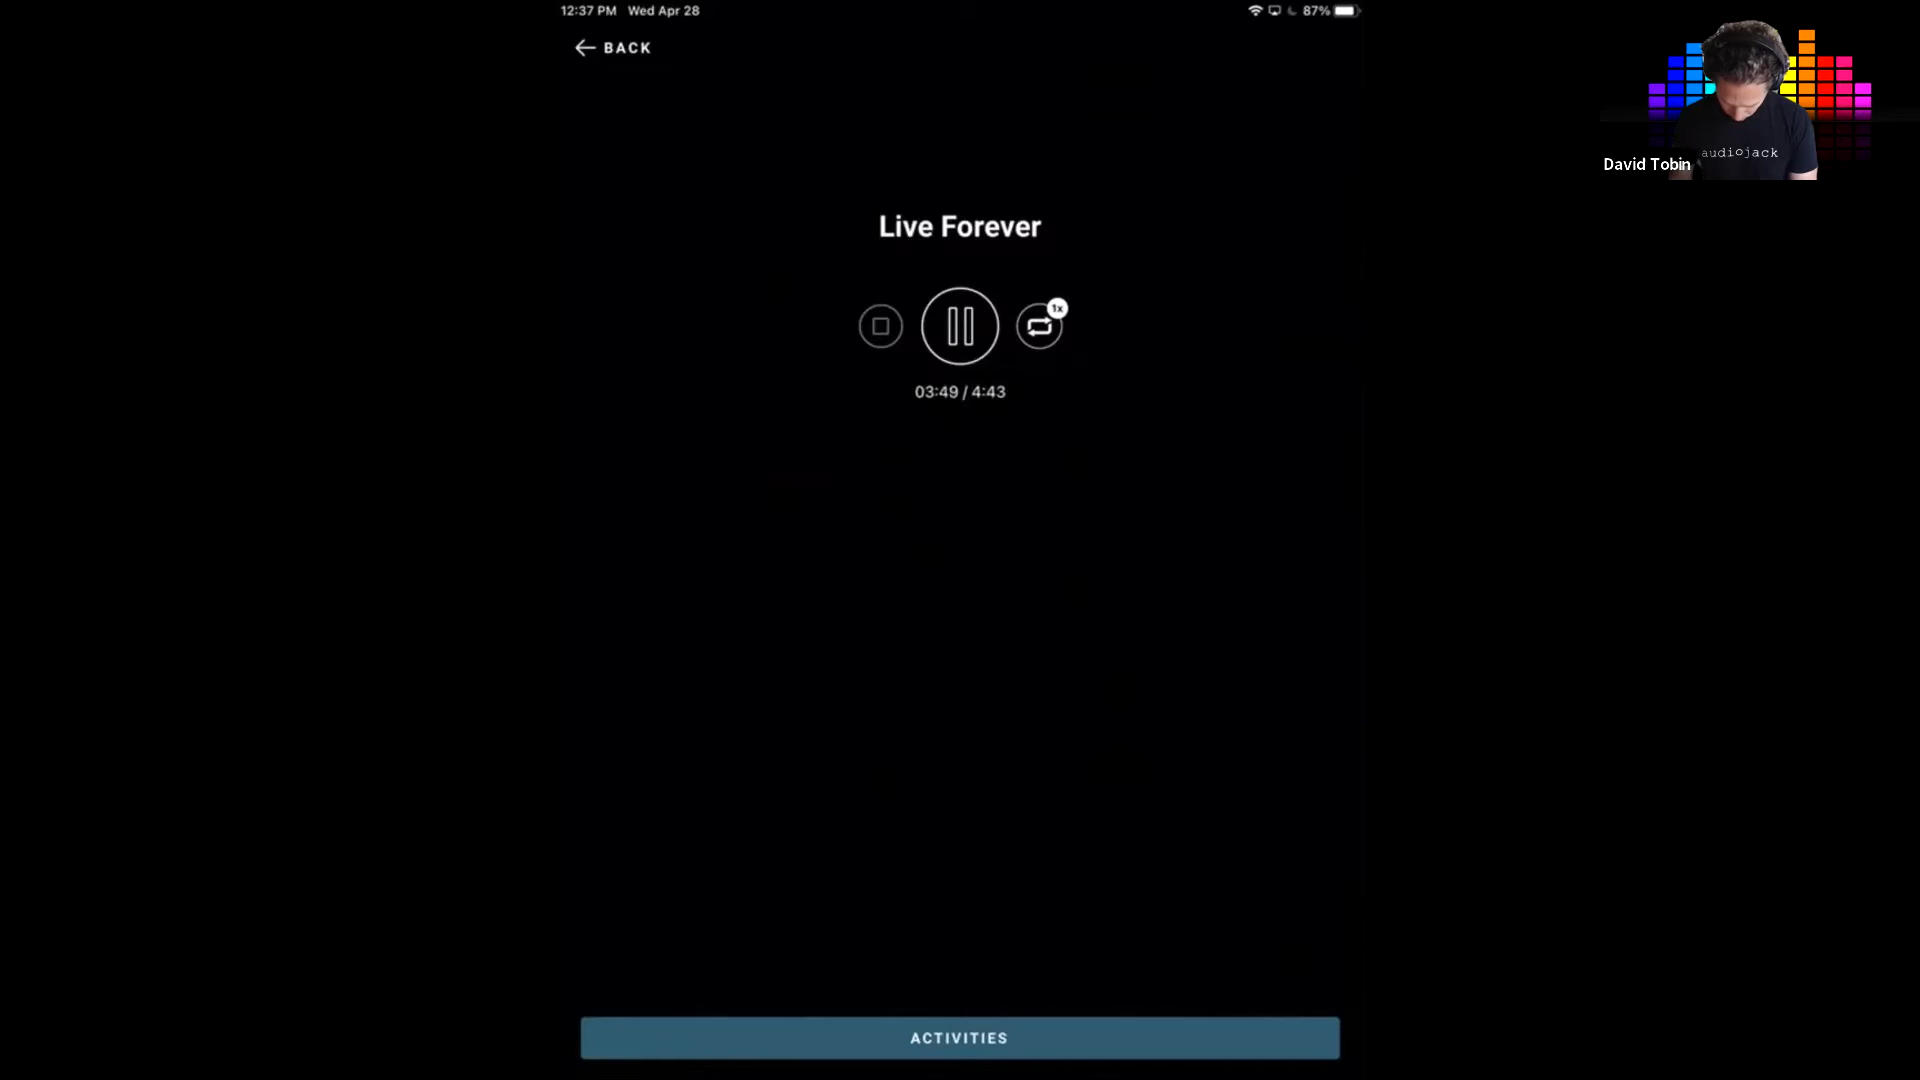 12:37 PM Wed Apr 28
87%
BACK
David Tobin
audiojack
Live Forever
1x
03:49 / 4:43
ACTIVITIES